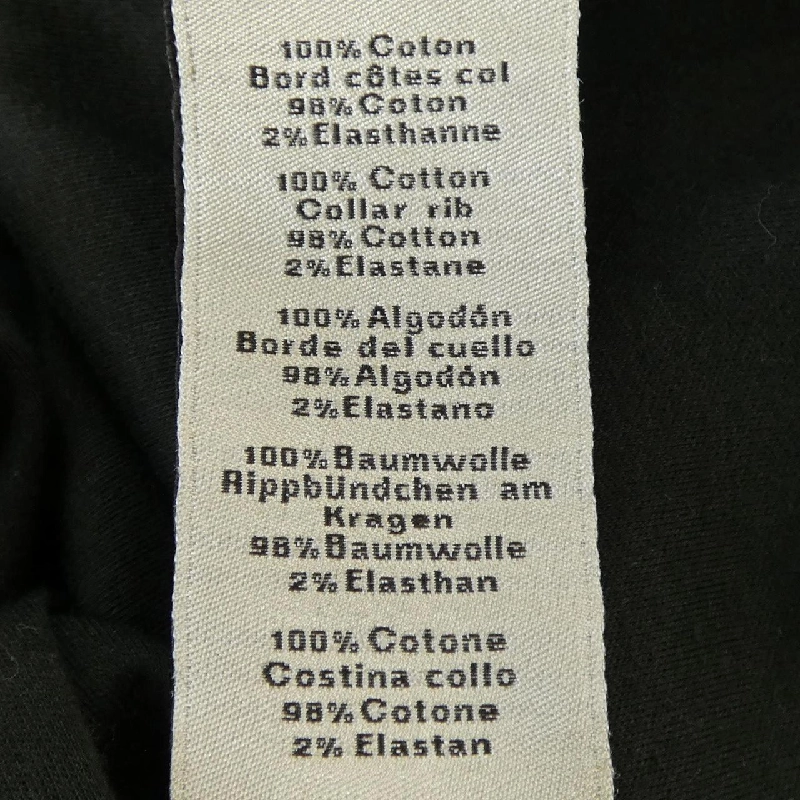 100% Coton
Bord côtes col
98% Coton
2% Elasthanne
100% Cotton
Collar rib
98% Cotton
2% Elastane
100% Algodón
Borde del cuello
98% Algodón
2% Elastano
100% Baumwolle
Rippbündchen am
Kragen
98% Baumwolle
2% Elasthan
100% Cotone
Costina collo
98% Cotone
2% Elastan